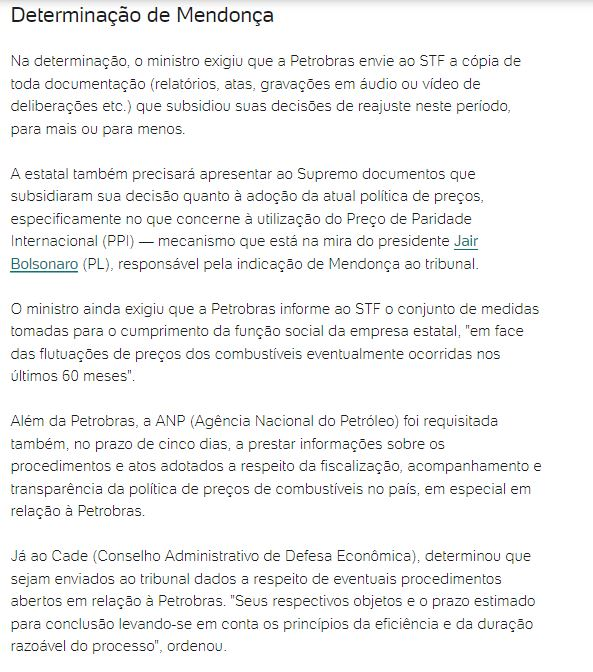 Determinação de Mendonça
Na determinação, o ministro exigiu que a Petrobras envie ao STF a cópia de
toda documentação (relatórios, atas, gravações em áudio ou vídeo de
deliberações etc.) que subsidiou suas decisões de reajuste neste período,
para mais ou para menos.
A estatal também precisará apresentar ao Supremo documentos que
subsidiaram sua decisão quanto à adoção da atual política de preços,
especificamente no que concerne à utilização do Preço de Paridade
Internacional (PPI) — mecanismo que está na mira do presidente Jair
Bolsonaro (PL), responsável pela indicação de Mendonça ao tribunal.
O ministro ainda exigiu que a Petrobras informe ao STF o conjunto de medidas
tomadas para o cumprimento da função social da empresa estatal, "em face
das flutuações de preços dos combustíveis eventualmente ocorridas nos
últimos 60 meses".
Além da Petrobras, a ANP (Agência Nacional do Petróleo) foi requisitada
também, no prazo de cinco dias, a prestar informações sobre os
procedimentos e atos adotados a respeito da fiscalização, acompanhamento e
transparência da política de preços de combustíveis no país, em especial em
relação à Petrobras.
Já ao Cade (Conselho Administrativo de Defesa Econômica), determinou que
sejam enviados ao tribunal dados a respeito de eventuais procedimentos
abertos em relação à Petrobras. "Seus respectivos objetos e o prazo estimado
para conclusão levando-se em conta os princípios da eficiência e da duração
razoável do processo", ordenou.